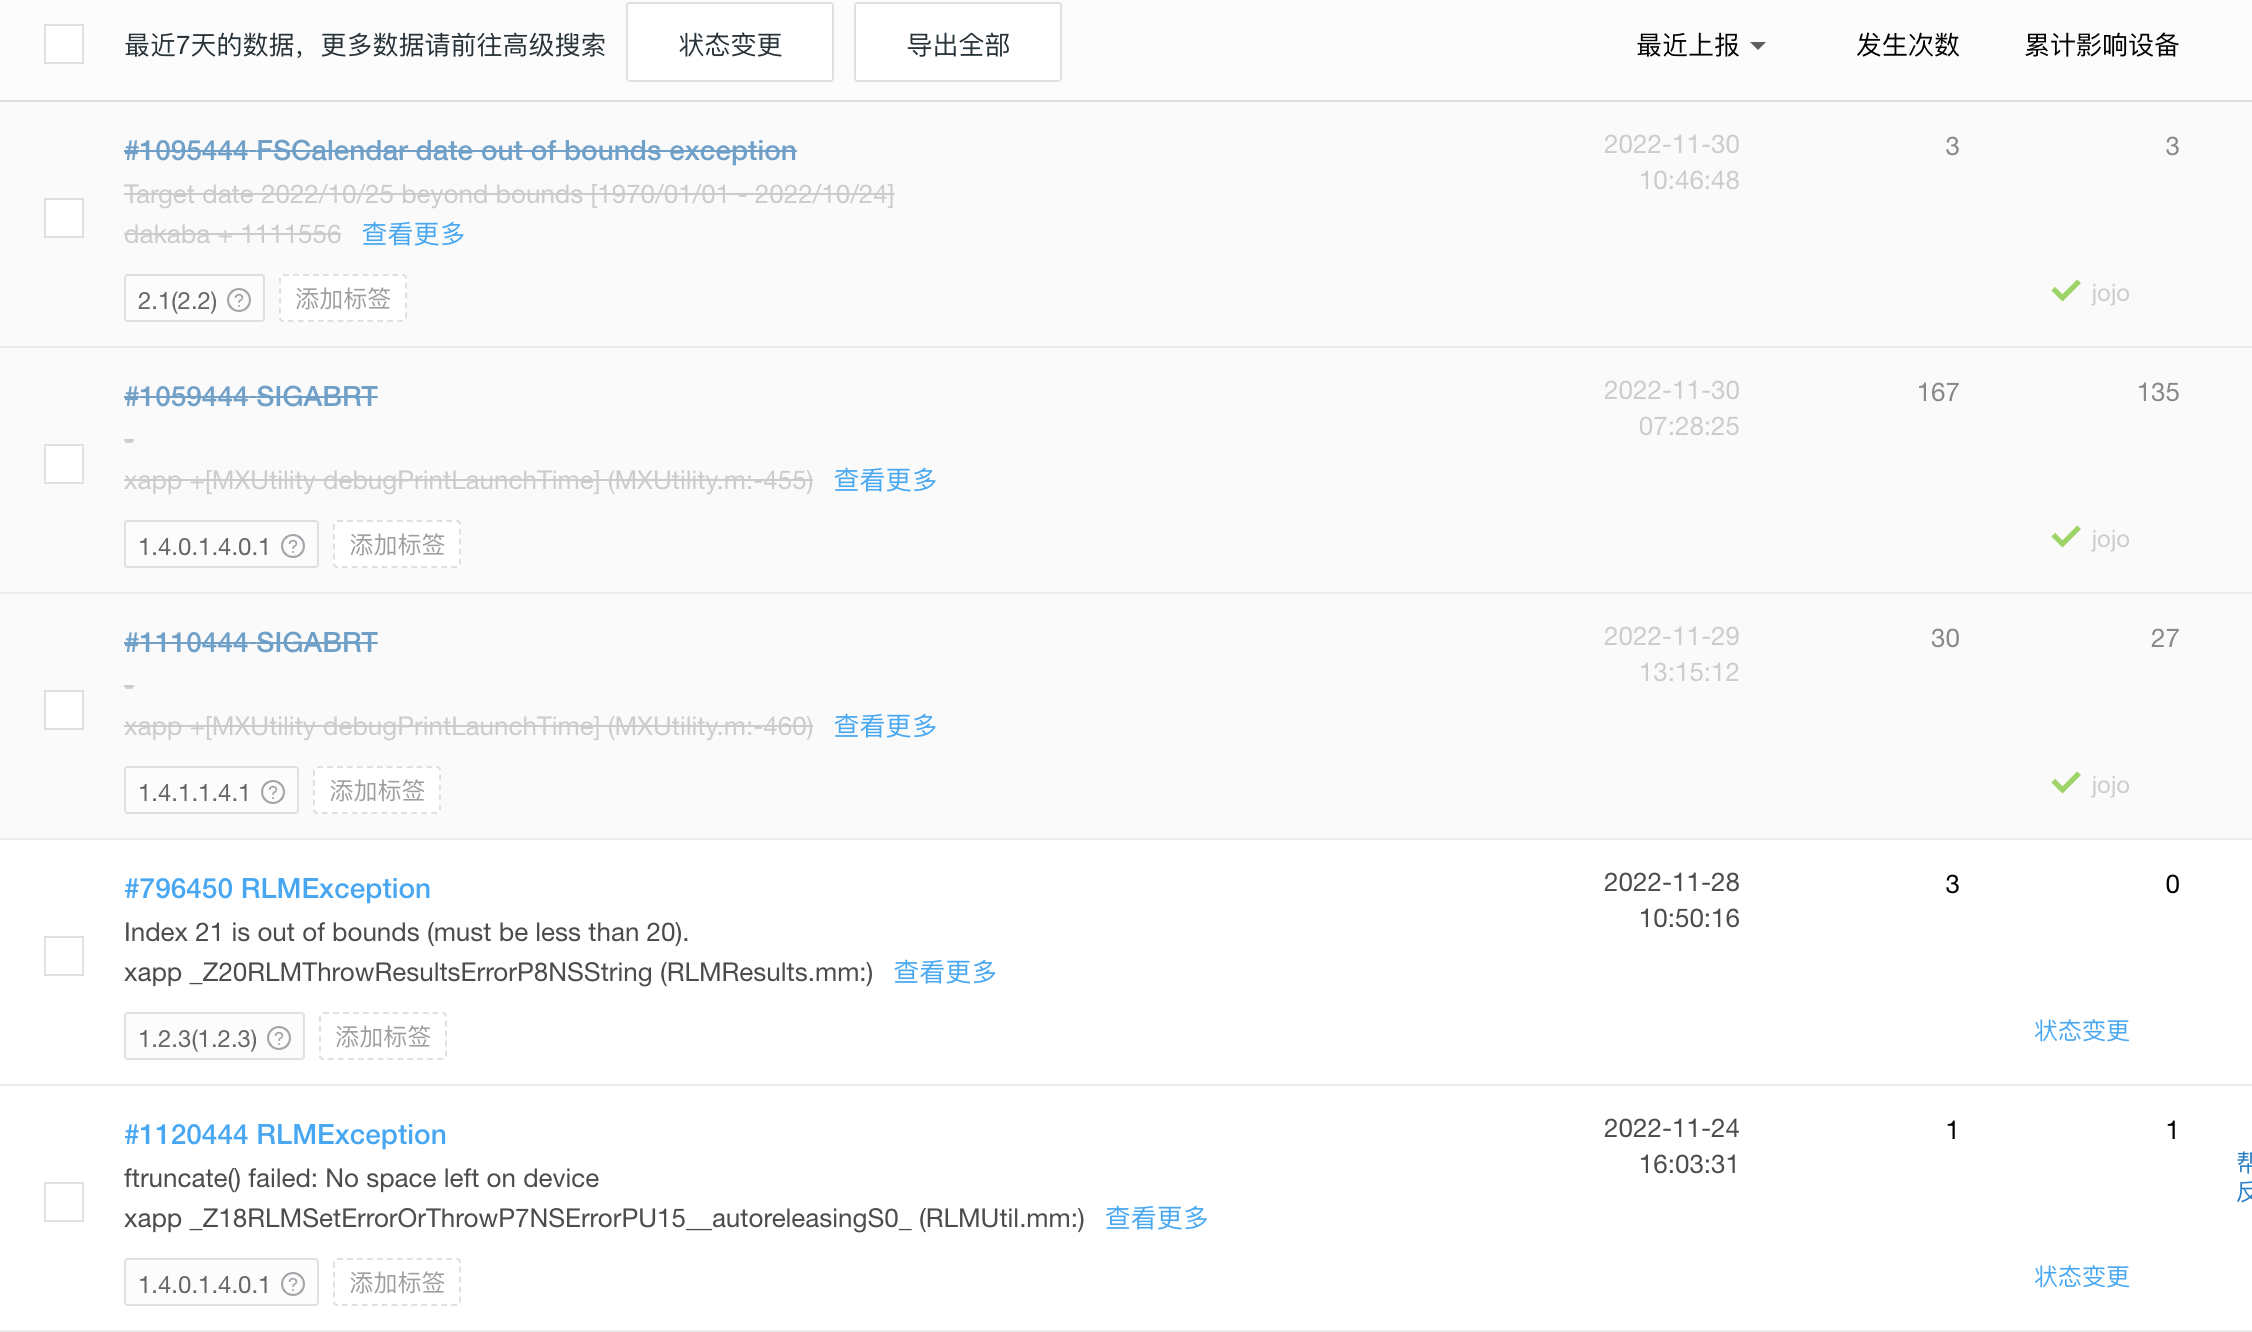 最近7天的数据，更多数据请前往高级搜索 状态变更 导出全部 最近上报 发生次数 累计影响设备
#1095444 FSCalendar date out of bounds exception 2022-11-30 3 3
Target date 2022/10/25 beyond bounds [1970/01/01 - 2022/10/24] 10:46:48
dakaba + 1111556 查看更多
2.1(2.2) ? 添加标签 jojo
#1059444 SIGABRT 2022-11-30 167 135
- 07:28:25
xapp +[MXUtility debugPrintLaunchTime] (MXUtility.m:-455) 查看更多
1.4.0.1.4.0.1 ? 添加标签 jojo
#1110444 SIGABRT 2022-11-29 30 27
- 13:15:12
xapp +[MXUtility debugPrintLaunchTime] (MXUtility.m:-460) 查看更多
1.4.1.1.4.1 ? 添加标签 jojo
#796450 RLMException 2022-11-28 3 0
Index 21 is out of bounds (must be less than 20). 10:50:16
xapp _Z20RLMThrowResultsErrorP8NSString (RLMResults.mm:) 查看更多
1.2.3(1.2.3) ? 添加标签 状态变更
#1120444 RLMException 2022-11-24 1 1
ftruncate() failed: No space left on device 16:03:31
xapp _Z18RLMSetErrorOrThrowP7NSErrorPU15__autoreleasingS0_ (RLMUtil.mm:) 查看更多
1.4.0.1.4.0.1 ? 添加标签 状态变更